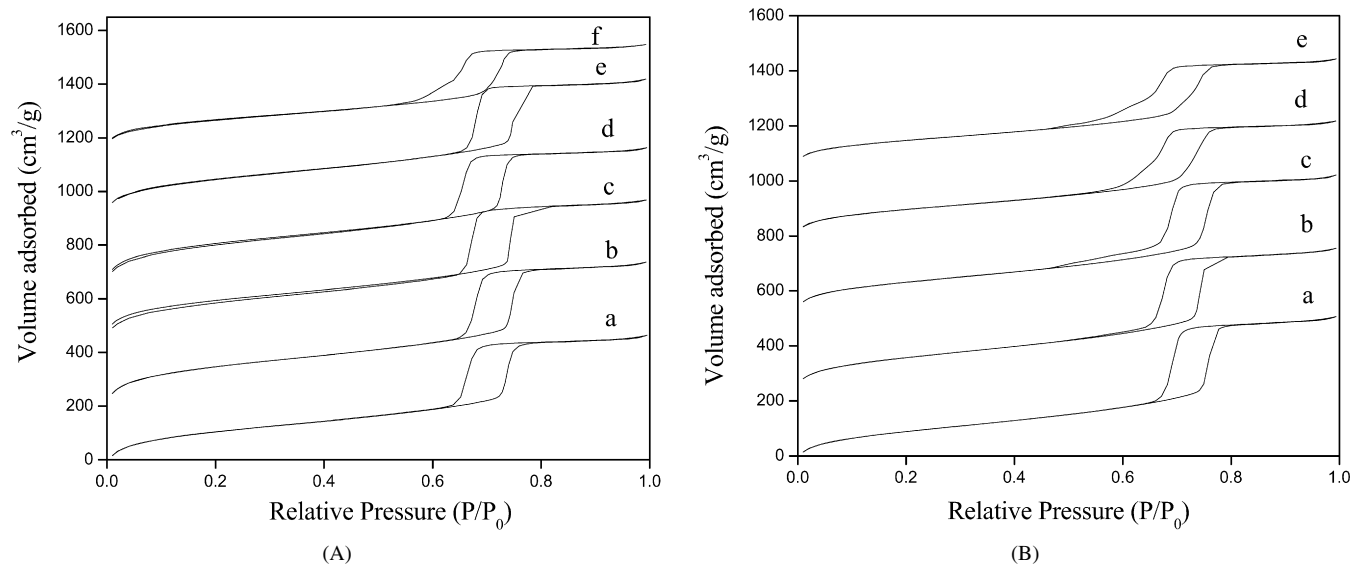 1600
1400
1200
1000
800
600
400
200
0
0.0 0.2 0.4 0.6 0.8 1.0
Volume adsorbed (cm³/g)
Relative Pressure (P/P₀)
f
e
d
c
b
a
(A)
1600
1400
1200
1000
800
600
400
200
0
0.0 0.2 0.4 0.6 0.8 1.0
Volume adsorbed (cm³/g)
Relative Pressure (P/P₀)
e
d
c
b
a
(B)